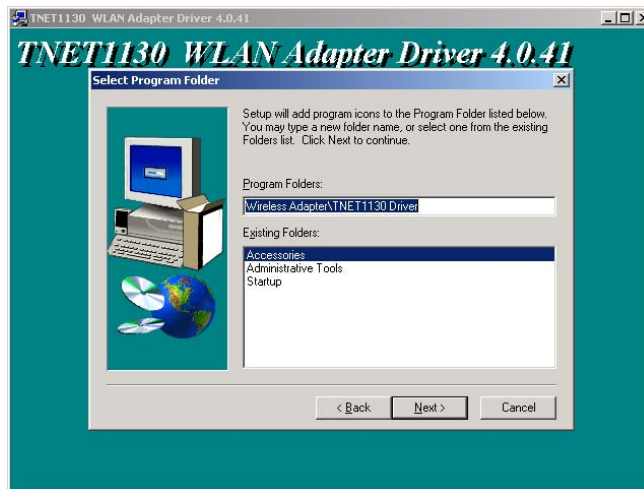 TNET1130 WLAN Adapter Driver 4.0.41
TNET1130 WLAN Adapter Driver 4.0.41
Select Program Folder
Setup will add program icons to the Program Folder listed below.
You may type a new folder name, or select one from the existing
Folders list. Click Next to continue.
Program Folders:
Wireless Adapter\TNET1130 Driver
Existing Folders:
Accessories
Administrative Tools
Startup
< Back
Next >
Cancel